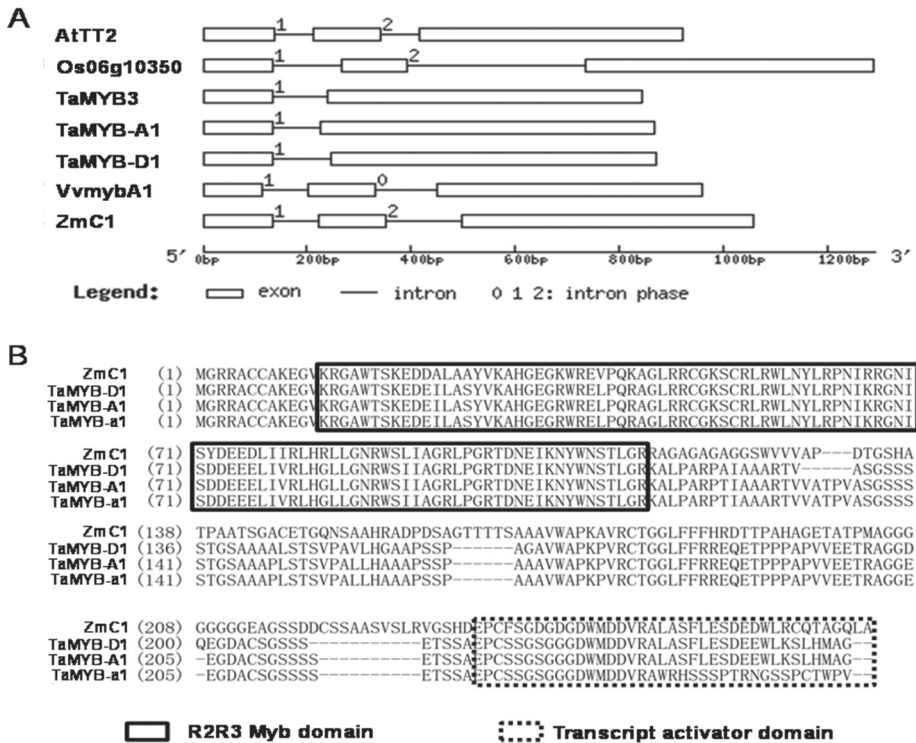 A
AtTT2 1 2
Os06g10350 1 2
TaMYB3 1
TaMYB-A1 1
TaMYB-D1 1
VvmybA1 1 0
ZmC1 1 2
5′ 0bp 200bp 400bp 600bp 800bp 1000bp 1200bp 3′
Legend: exon intron 0 1 2: intron phase
B
ZmC1 (1) MGRRACCAKEGVKRGAWTSKEDDALAAYVKAHGEGKWREVPQKAGLRRCGKSCRLRWLNYLRPNIRRGNI
TaMYB-D1 (1) MGRRACCAKEGVKRGAWTSKEDEILASYVKAHGEGKWRELPQRAGLRRCGKSCRLRWLNYLRPNIKRGNI
TaMYB-A1 (1) MGRRACCAKEGVKRGAWTSKEDEILASYVKAHGEGKWRELPQRAGLRRCGKSCRLRWLNYLRPNIKRGNI
TaMYB-a1 (1) MGRRACCAKEGVKRGAWTSKEDEILASYVKAHGEGKWRELPQRAGLRRCGKSCRLRWLNYLRPNIKRGNI
ZmC1 (71) SYDEEDLIIRLHRLLGNRWSLIAGRLPGRTDNEIKNYWNSTLGRRAGAGAGAGGSWVVVAP---DTGSHA
TaMYB-D1 (71) SDDEEELIVRLHGLLGNRWSIIAGRLPGRTDNEIKNYWNSTLGRKALPARPAIAAARTV-----ASGSSS
TaMYB-A1 (71) SDDEEELIVRLHGLLGNRWSIIAGRLPGRTDNEIKNYWNSTLGRKALPARPTIAAARTVVATPVASGSSS
TaMYB-a1 (71) SDDEEELIVRLHGLLGNRWSIIAGRLPGRTDNEIKNYWNSTLGRKALPARPTIAAARTVVATPVASGSSS
ZmC1 (138) TPAATSGACETGQNSAAHRADPDSAGTTTTSAAAVWAPKAVRCTGGLFFFHRDTTPAHAGETATPMAGGG
TaMYB-D1 (136) STGSAAAALSTSVPAVLHGAAPSSP------AGAVWAPKPVRCTGGLFFRREQETPPPAPVVEETRAGGD
TaMYB-A1 (141) STGSAAAPLSTSVPALLHAAAPSSP------AAAVWAPKPVRCTGGLFFRREQETPPPAPVVEETRAGGE
TaMYB-a1 (141) STGSAAAPLSTSVPALLHAAAPSSP------AAAVWAPKPVRCTGGLFFRREQETPPPAPVVEETRAGGE
ZmC1 (208) GGGGGEAGSSDDCSSAASVSLRVGSHDEPCFSGDGDGDWMDDVRALASFLESDEDWLRCQTAGQLA
TaMYB-D1 (200) QEGDACSGSSSS----------ETSSAEPCSSGSGGGDWMDDVRALASFLESDEEWLKSLHMAG--
TaMYB-A1 (205) -EGDACSGSSSS----------ETSSAEPCSSGSGGGDWMDDVRALASFLESDEEWLKSLHMAG--
TaMYB-a1 (205) -EGDACSGSSSS----------ETSSAEPCSSGSGGGDWMDDVRAWRHSSSPTRNGSSPCTWPV--
R2R3 Myb domain Transcript activator domain